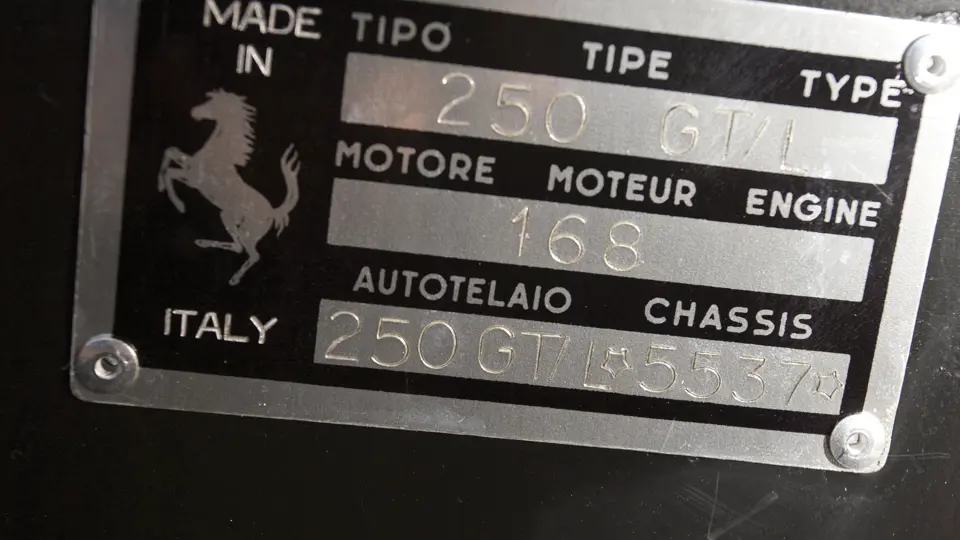 MADE IN
TIPO TIPE TYPE
250 GT/L
MOTORE MOTEUR ENGINE
168
AUTOTELAIO CHASSIS
ITALY
250 GT/L☆5537☆